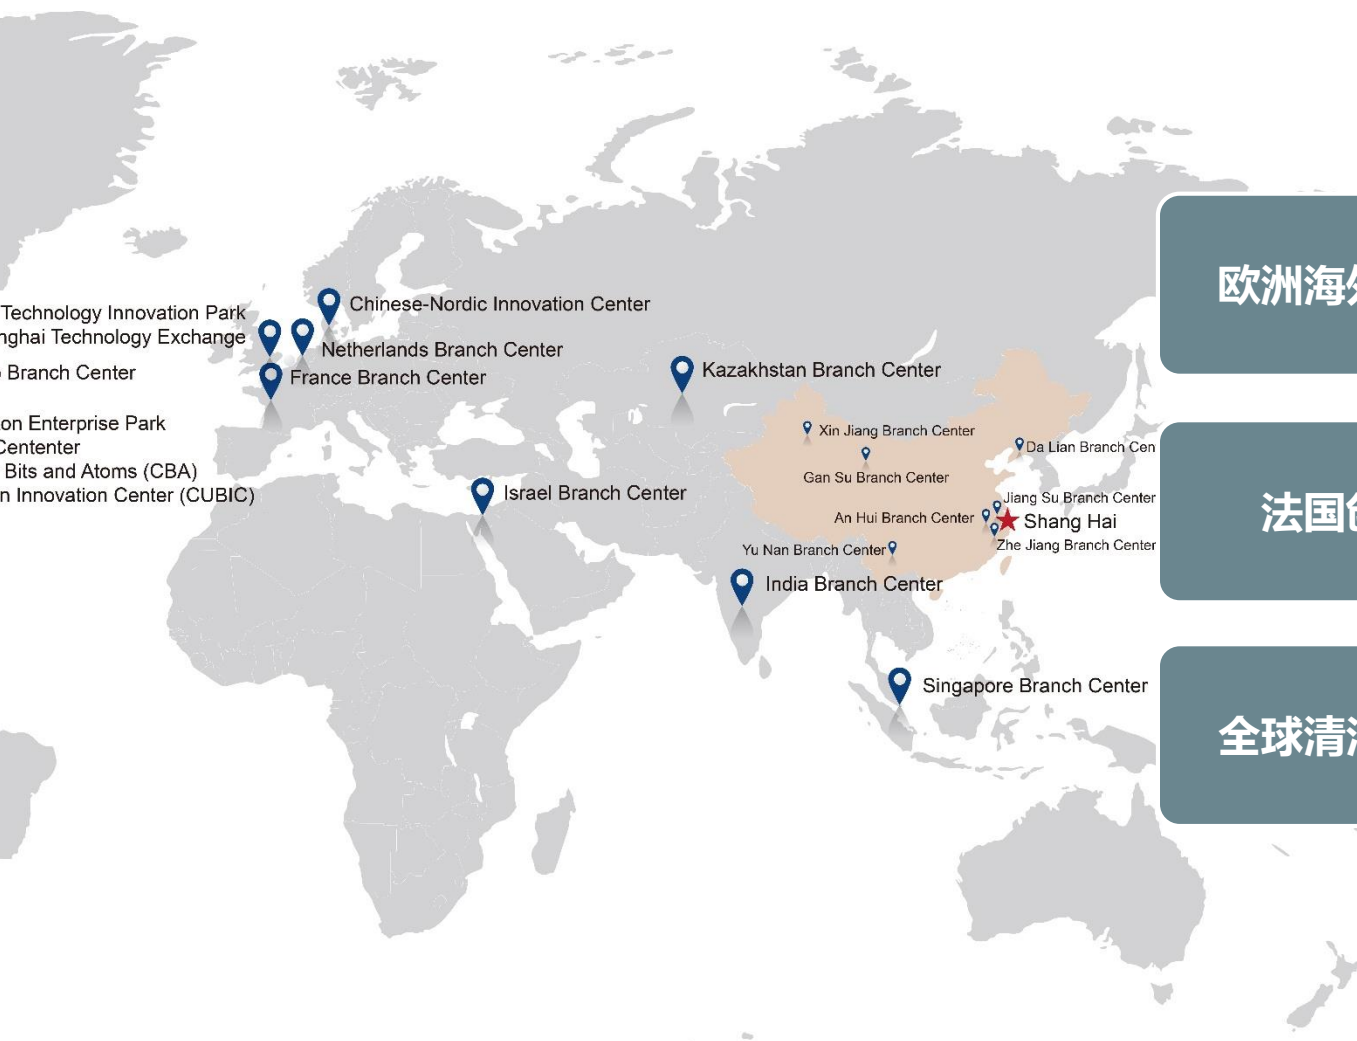 Chinese-Nordic Innovation Center
Technology Innovation Park
Technology Exchange
Netherlands Branch Center
Branch Center
France Branch Center
Kazakhstan Branch Center
Enterprise Park
Cententer
Bits and Atoms (CBA)
Innovation Center (CUBIC)
Israel Branch Center
Xin Jiang Branch Center
Da Lian Branch Cen
Gan Su Branch Center
Jiang Su Branch Center
An Hui Branch Center
Shang Hai
Zhe Jiang Branch Center
Yu Nan Branch Center
India Branch Center
Singapore Branch Center
欧洲海
法国
全球清